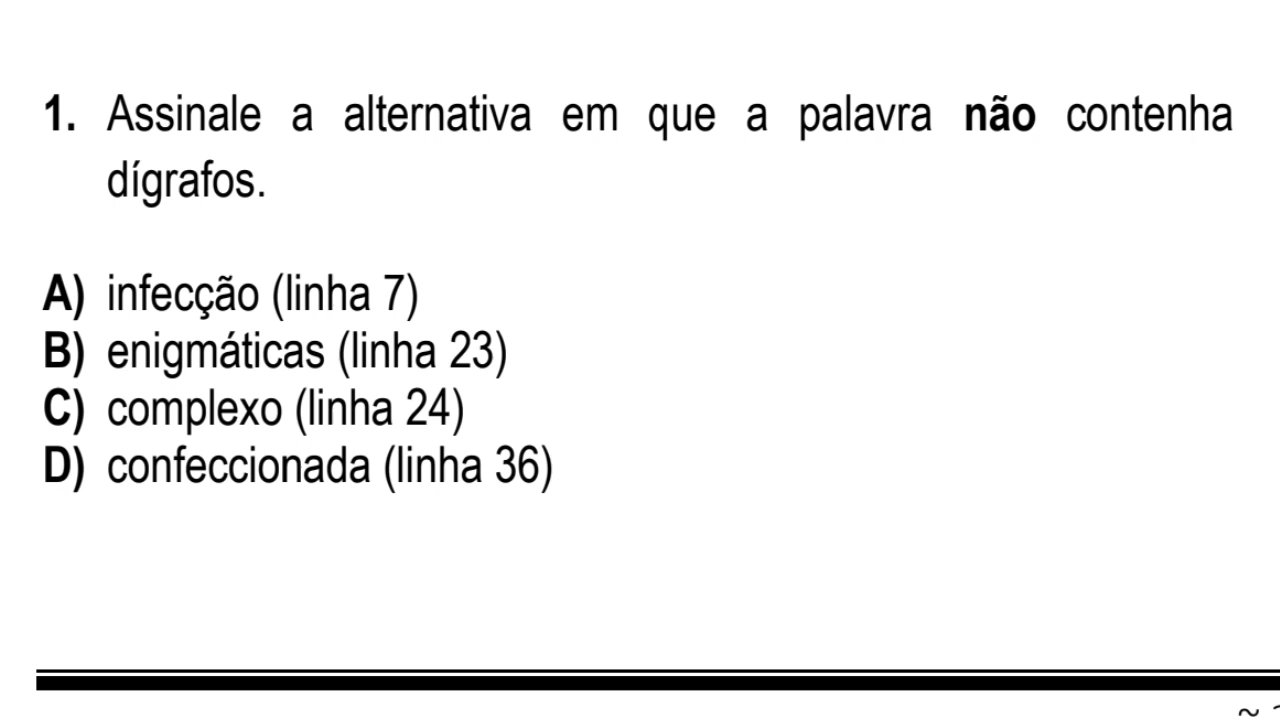 1. Assinale a alternativa em que a palavra não contenha
dígrafos.
A) infecção (linha 7)
B) enigmáticas (linha 23)
C) complexo (linha 24)
D) confeccionada (linha 36)